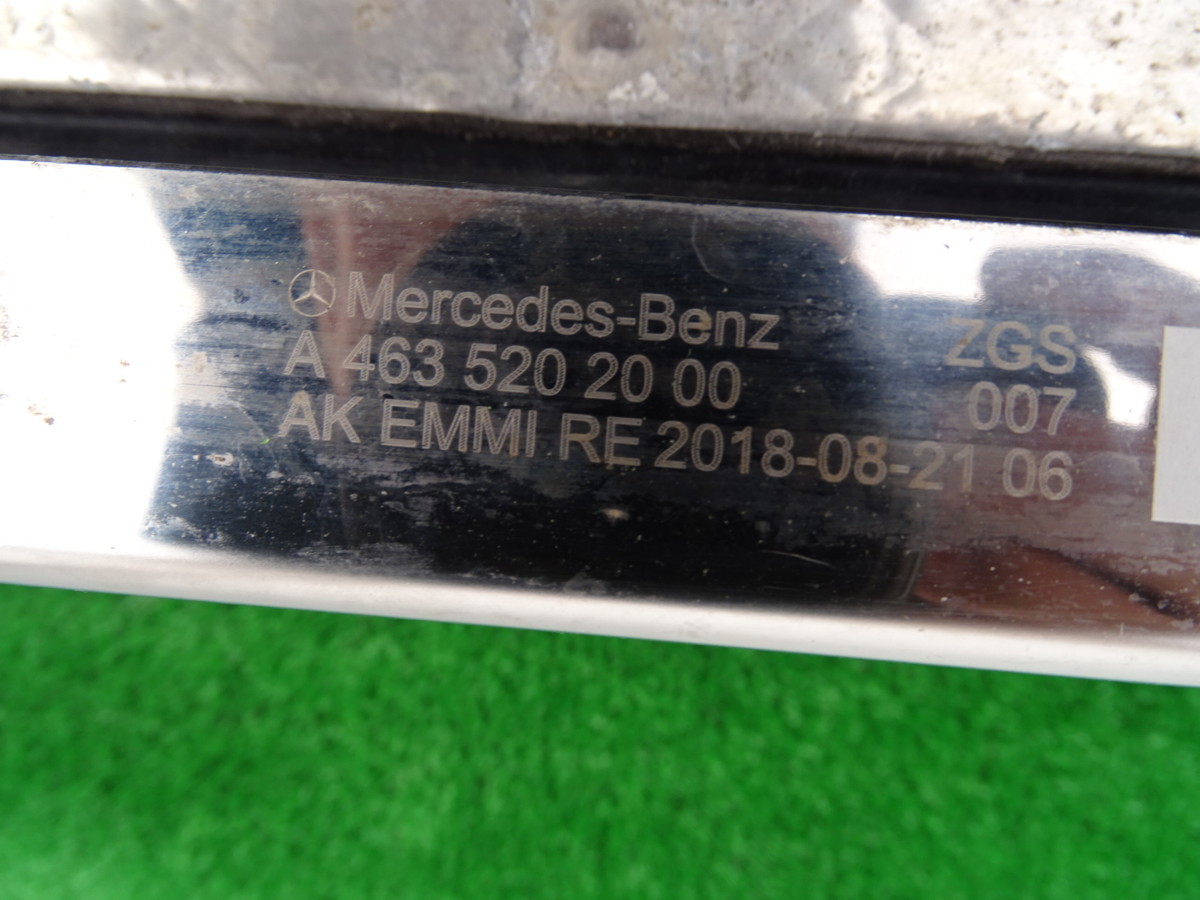 Mercedes-Benz ZGS
A 463 520 20 00 007
AK EMMI RE 2018-08-21 06